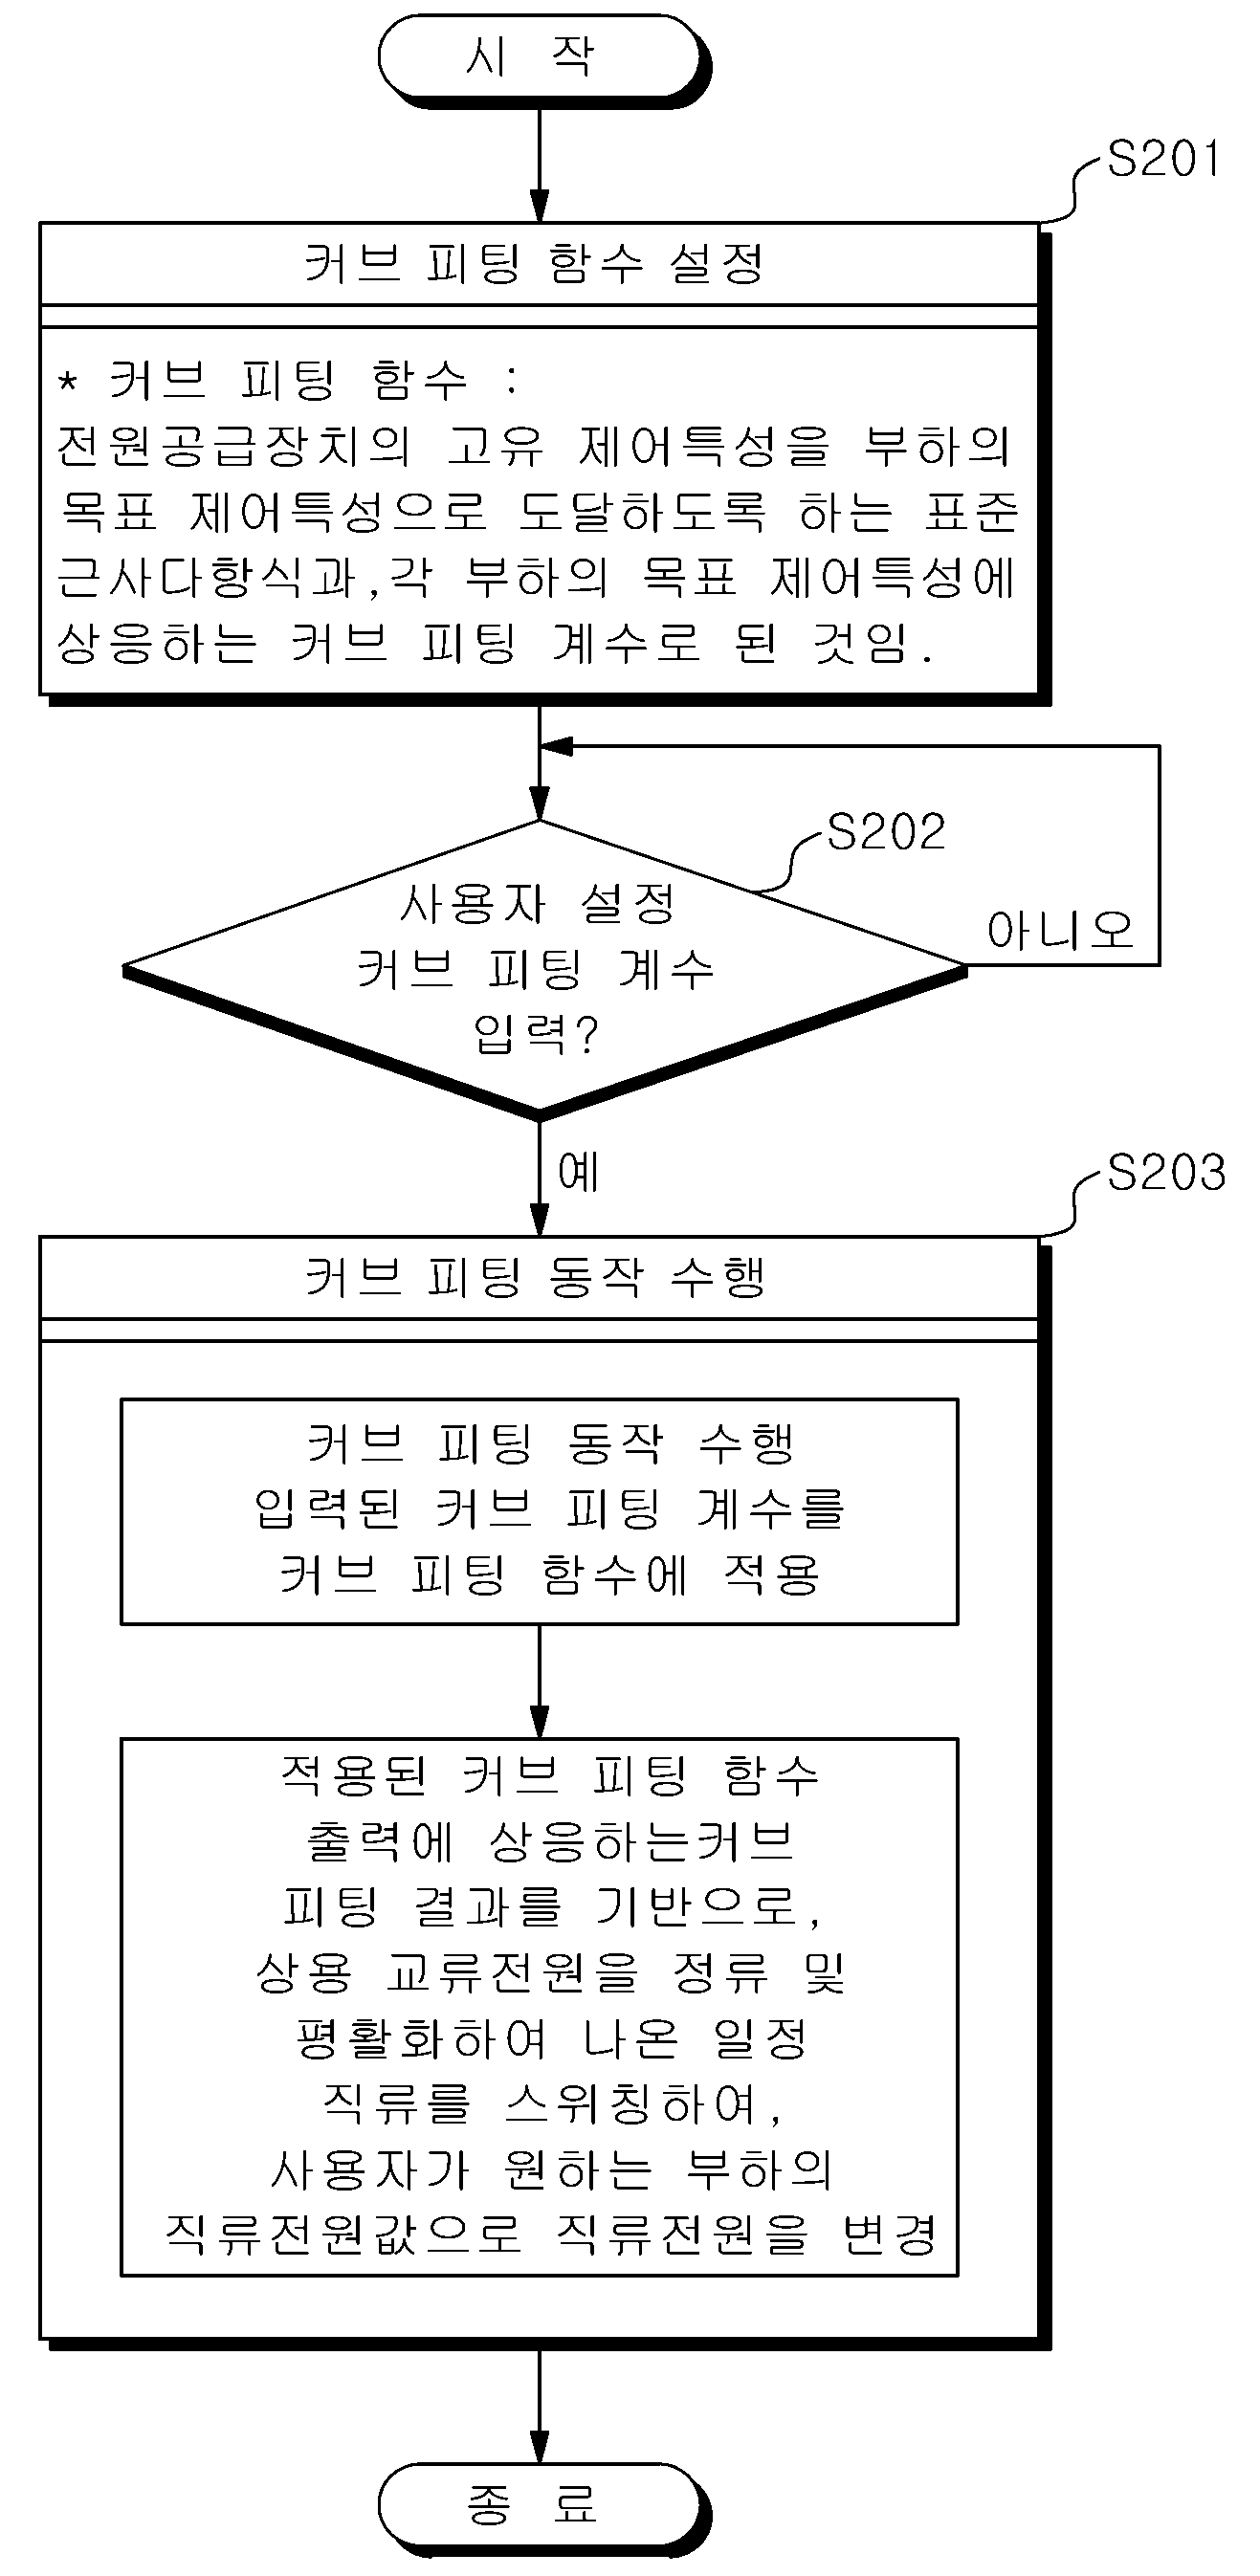 시 작
S201
커브 피팅 함수 설정
* 커브 피팅 함수 :
전원공급장치의 고유 제어특성을 부하의
목표 제어특성으로 도달하도록 하는 표준
근사다항식과,각 부하의 목표 제어특성에
상응하는 커브 피팅 계수로 된 것임.
S202
사용자 설정
커브 피팅 계수
입력?
아니오
예
S203
커브 피팅 동작 수행
커브 피팅 동작 수행
입력된 커브 피팅 계수를
커브 피팅 함수에 적용
적용된 커브 피팅 함수
출력에 상응하는커브
피팅 결과를 기반으로,
상용 교류전원을 정류 및
평활화하여 나온 일정
직류를 스위칭하여,
사용자가 원하는 부하의
직류전원값으로 직류전원을 변경
종 료